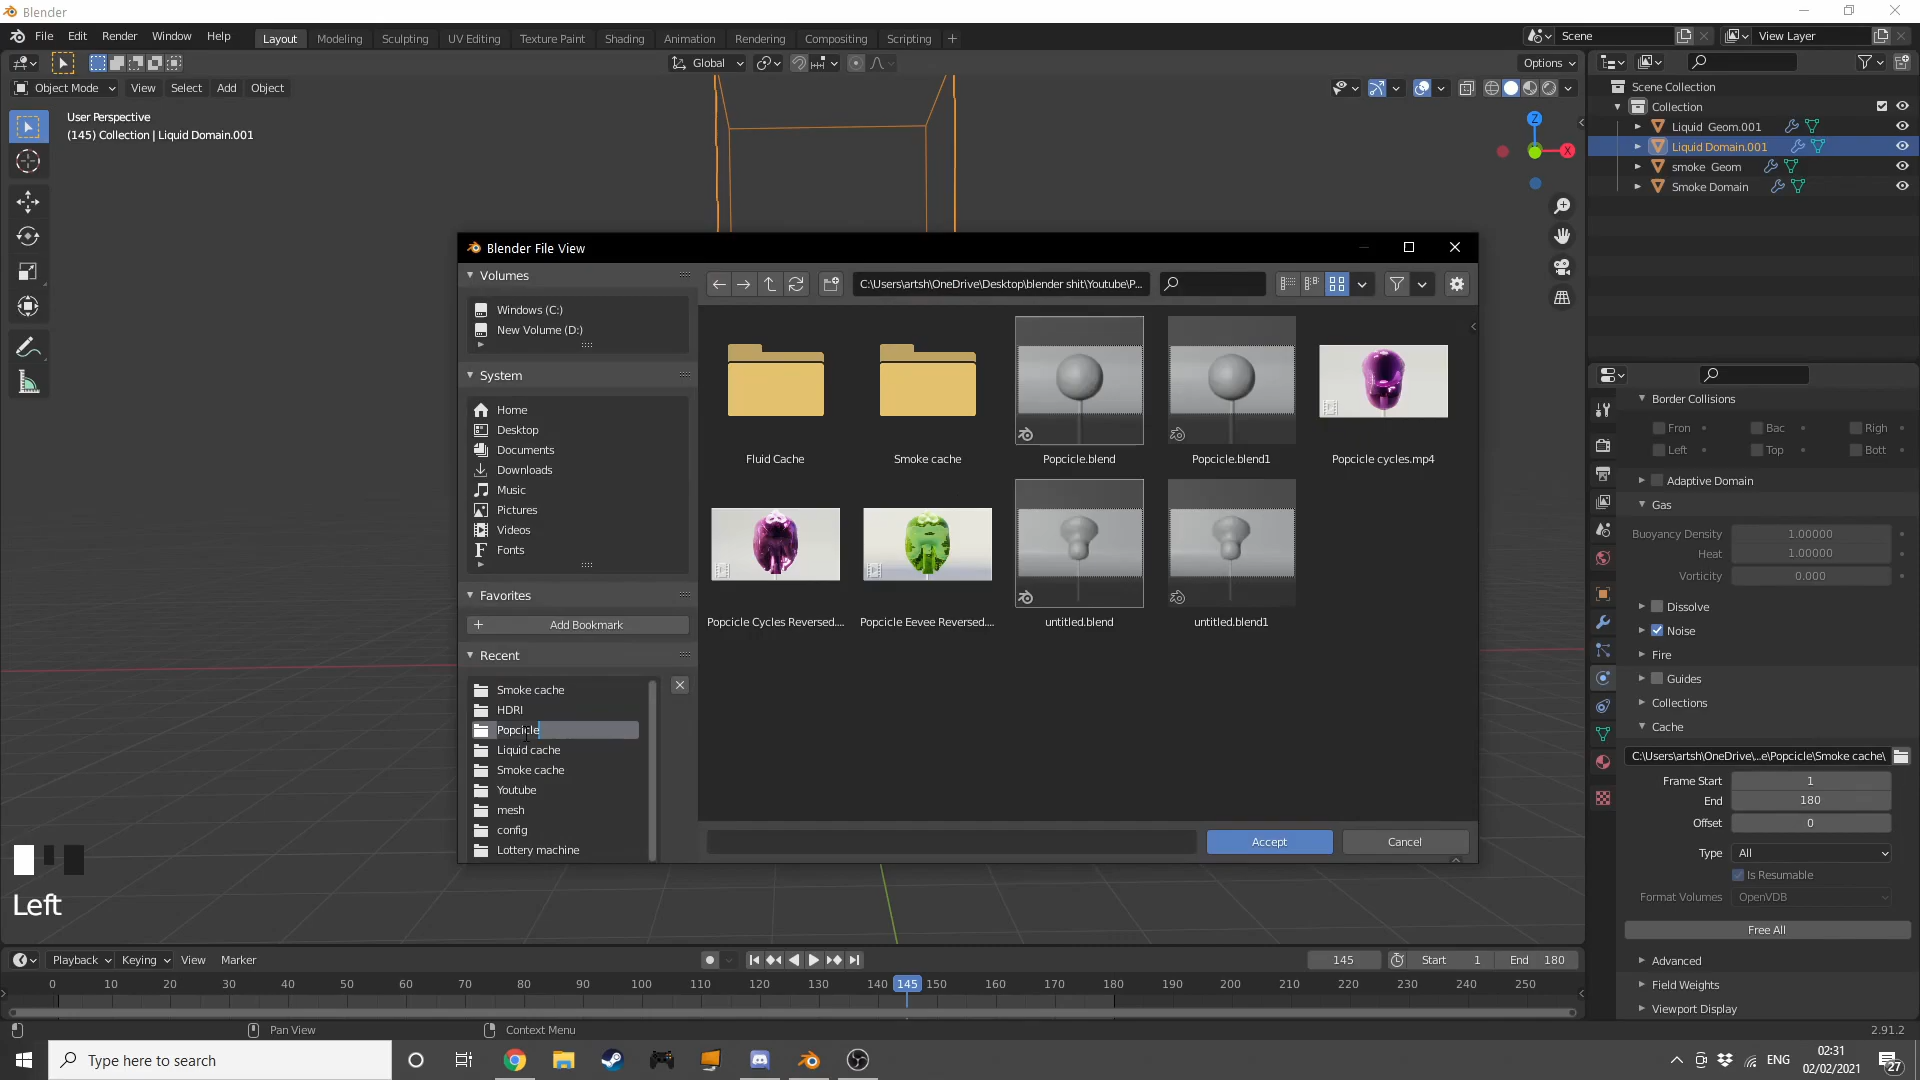 Blender
File Edit Render Window Help
Layout Modeling Sculpting UV Editing Texture Paint Shading Animation Rendering Compositing Scripting +
Scene View Layer
Global Options
Object Mode View Select Add Object
User Perspective
(145) Collection | Liquid Domain.001
Z
X
Scene Collection
Collection
Liquid Geom.001
Liquid Domain.001
smoke Geom
Smoke Domain
Blender File View
Volumes
Windows (C:)
New Volume (D:)
System
Home
Desktop
Documents
Downloads
Music
Pictures
Videos
Fonts
Favorites
Add Bookmark
Recent
Smoke cache
HDRI
Popcicle
Liquid cache
Smoke cache
Youtube
mesh
config
Lottery machine
C:\Users\artsh\OneDrive\Desktop\blender shit\Youtube\P...
Fluid Cache
Smoke cache
Popcicle.blend
Popcicle.blend1
Popcicle cycles.mp4
Popcicle Cycles Reversed....
Popcicle Eevee Reversed....
untitled.blend
untitled.blend1
Accept Cancel
Border Collisions
Fron Bac Righ
Left Top Bott
Adaptive Domain
Gas
Buoyancy Density 1.00000
Heat 1.00000
Vorticity 0.000
Dissolve
Noise
Fire
Guides
Collections
Cache
C:\Users\artsh\OneDrive\...e\Popcicle\Smoke cache\
Frame Start 1
End 180
Offset 0
Type All
Is Resumable
Format Volumes OpenVDB
Free All
Advanced
Field Weights
Viewport Display
Left
Playback Keying View Marker
145 Start 1 End 180
0 10 20 30 40 50 60 70 80 90 100 110 120 130 145 150 160 170 180 190 200 210 220 230 240 250
Pan View Context Menu 2.91.2
Type here to search
ENG
02:31
02/02/2021
27